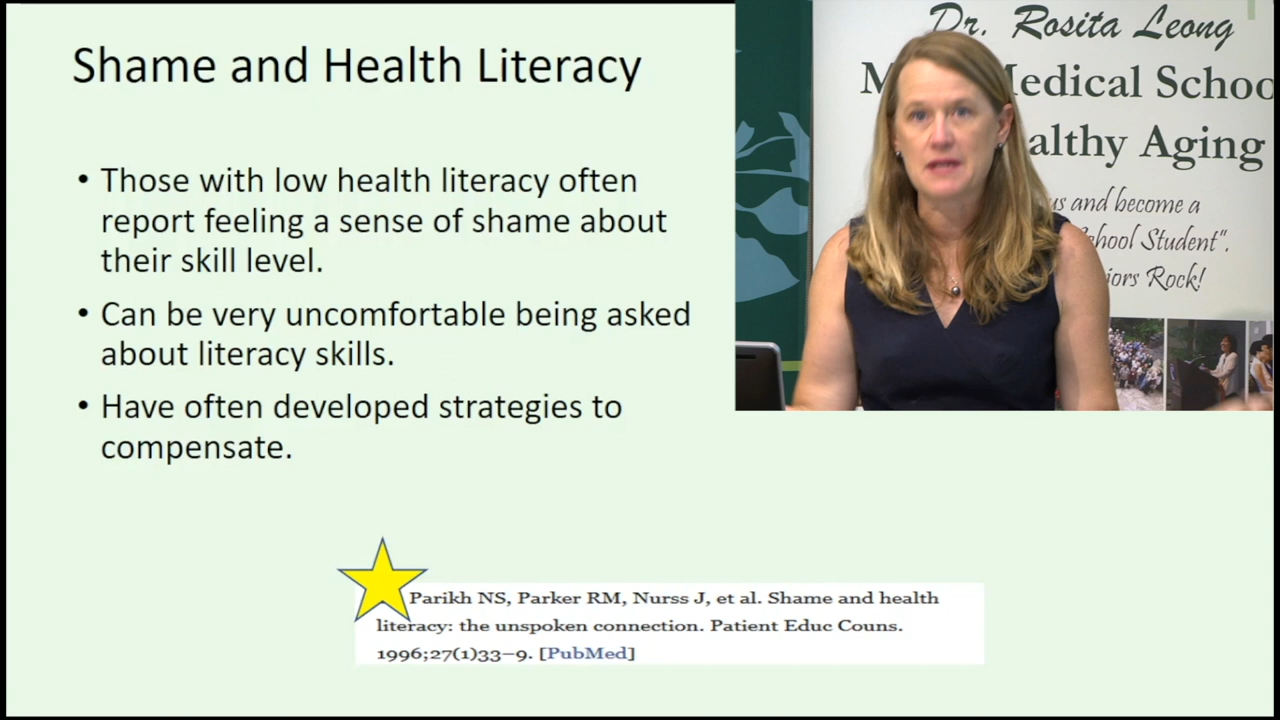 Shame and Health Literacy
• Those with low health literacy often
report feeling a sense of shame about
their skill level.
• Can be very uncomfortable being asked
about literacy skills.
• Have often developed strategies to
compensate.
Parikh NS, Parker RM, Nurss J, et al. Shame and health
literacy: the unspoken connection. Patient Educ Couns.
1996;27(1)33–9. [PubMed]
Dr. Rosita Leong
Medical School
Aging
us and become a
School Student".
Rock!